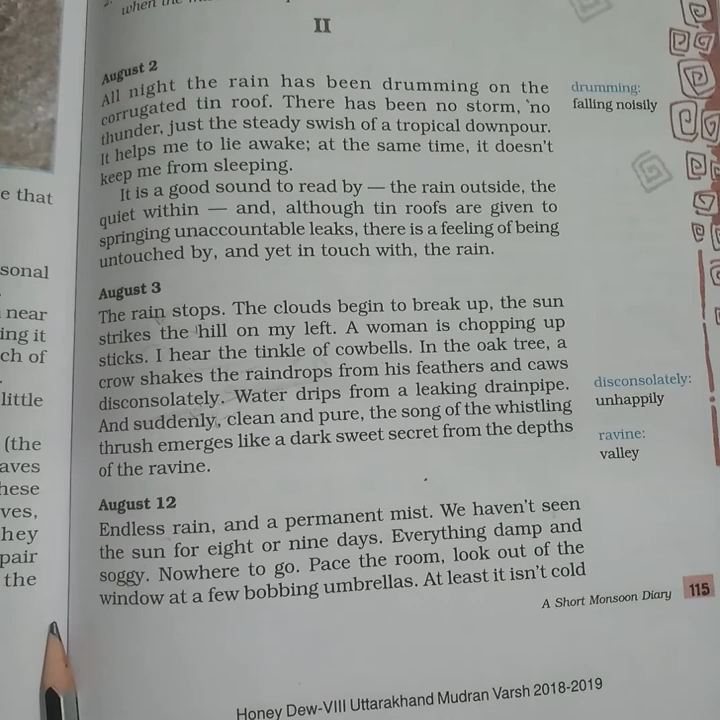 when the
II
August 2
All night the rain has been drumming on the
corrugated tin roof. There has been no storm, no
thunder, just the steady swish of a tropical downpour.
It helps me to lie awake; at the same time, it doesn't
keep me from sleeping.
It is a good sound to read by — the rain outside, the
quiet within — and, although tin roofs are given to
springing unaccountable leaks, there is a feeling of being
untouched by, and yet in touch with, the rain.
August 3
The rain stops. The clouds begin to break up, the sun
strikes the hill on my left. A woman is chopping up
sticks. I hear the tinkle of cowbells. In the oak tree, a
crow shakes the raindrops from his feathers and caws
disconsolately. Water drips from a leaking drainpipe.
And suddenly, clean and pure, the song of the whistling
thrush emerges like a dark sweet secret from the depths
of the ravine.
August 12
Endless rain, and a permanent mist. We haven't seen
the sun for eight or nine days. Everything damp and
soggy. Nowhere to go. Pace the room, look out of the
window at a few bobbing umbrellas. At least it isn't cold
drumming:
falling noisily
disconsolately:
unhappily
ravine:
valley
A Short Monsoon Diary 115
Honey Dew-VIII Uttarakhand Mudran Varsh 2018-2019
e that
sonal
near
ing it
ch of
little
(the
aves
hese
ves,
hey
pair
the